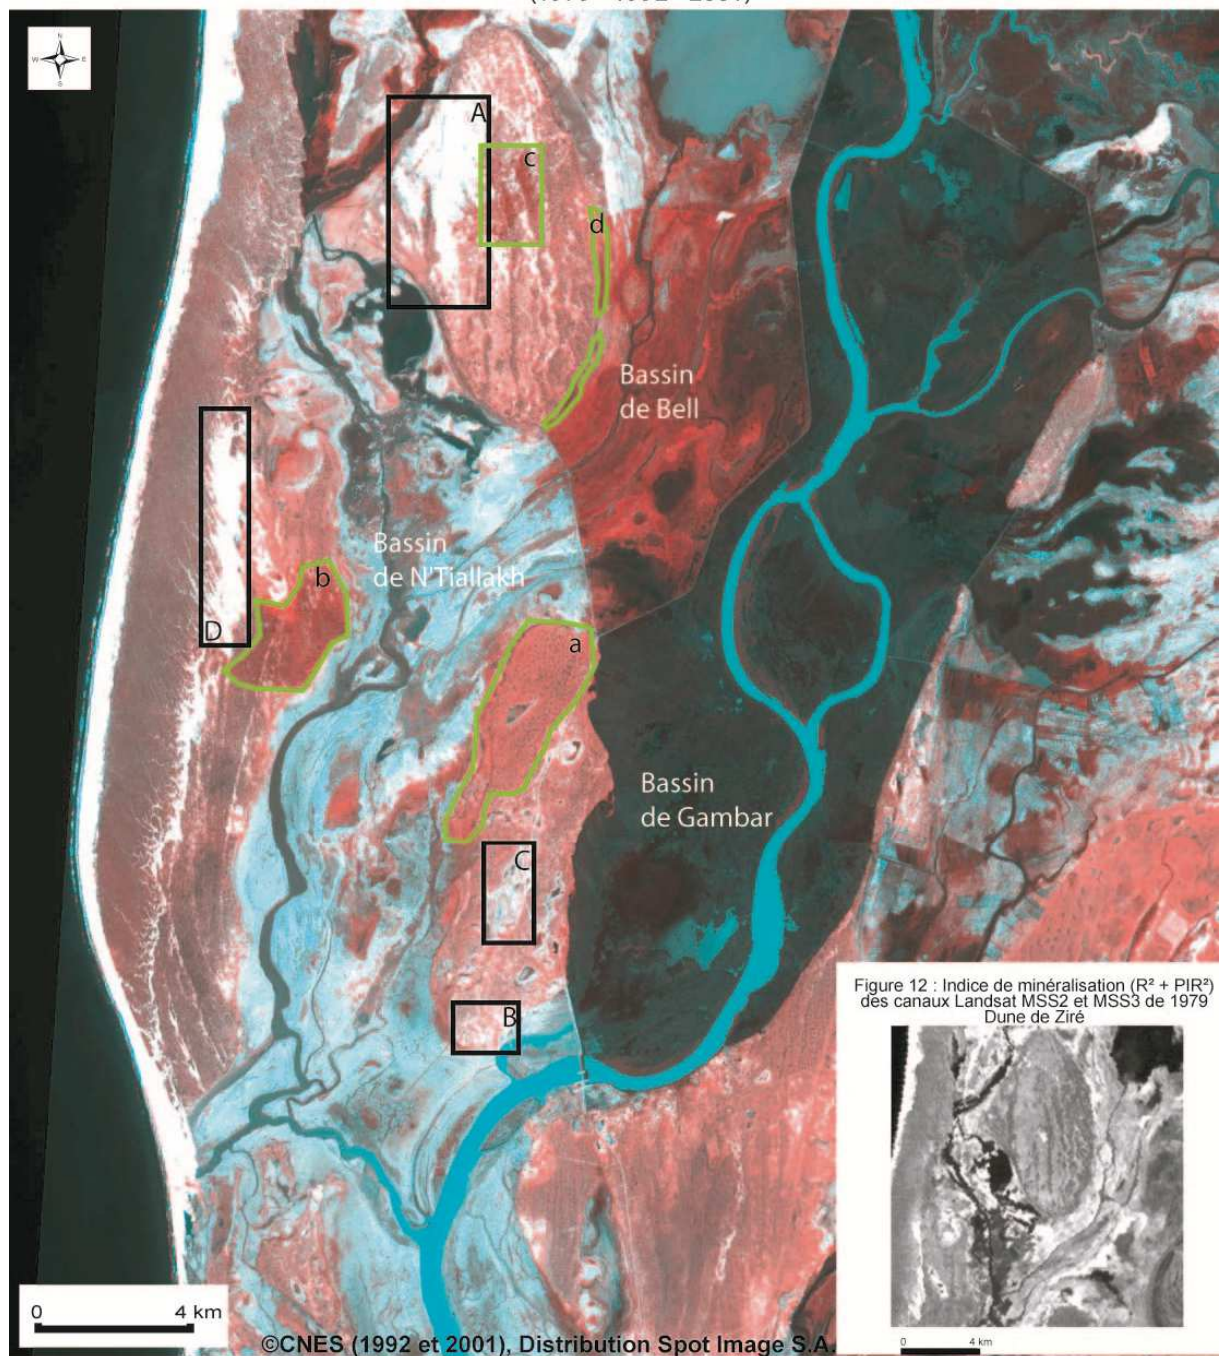 N
W E
S
A
c
d
Bassin
de Bell
Bassin
de N'Tiallakh
b
D
a
Bassin
de Gambar
C
B
Figure 12 : Indice de minéralisation (R² + PIR²)
des canaux Landsat MSS2 et MSS3 de 1979
Dune de Ziré
0 4 km
0 4 km
©CNES (1992 et 2001), Distribution Spot Image S.A.